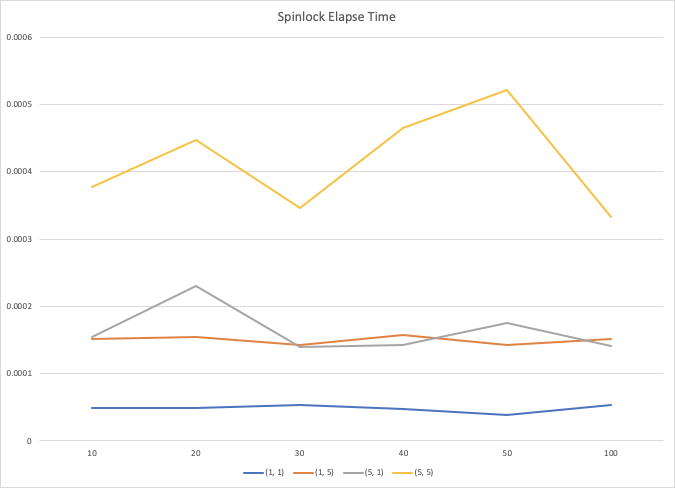 Spinlock Elapse Time
0.0006
0.0005
0.0004
0.0003
0.0002
0.0001
0
10 20 30 40 50 100
(1, 1) (1, 5) (5, 1) (5, 5)